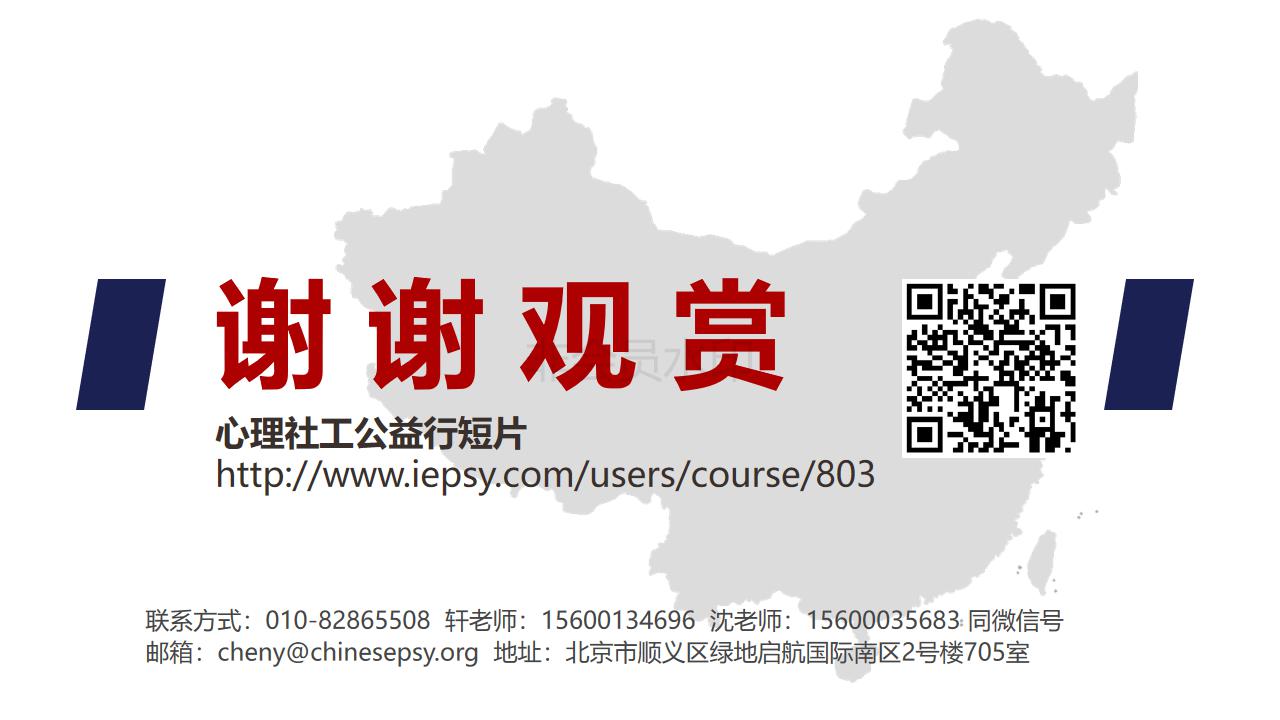 谢谢观赏
心理社工公益行短片
http://www.iepsy.com/users/course/803
联系方式：010-82865508 轩老师：15600134696 沈老师：15600035683 同微信号
邮箱：cheny@chinesepsy.org 地址：北京市顺义区绿地启航国际南区2号楼705室